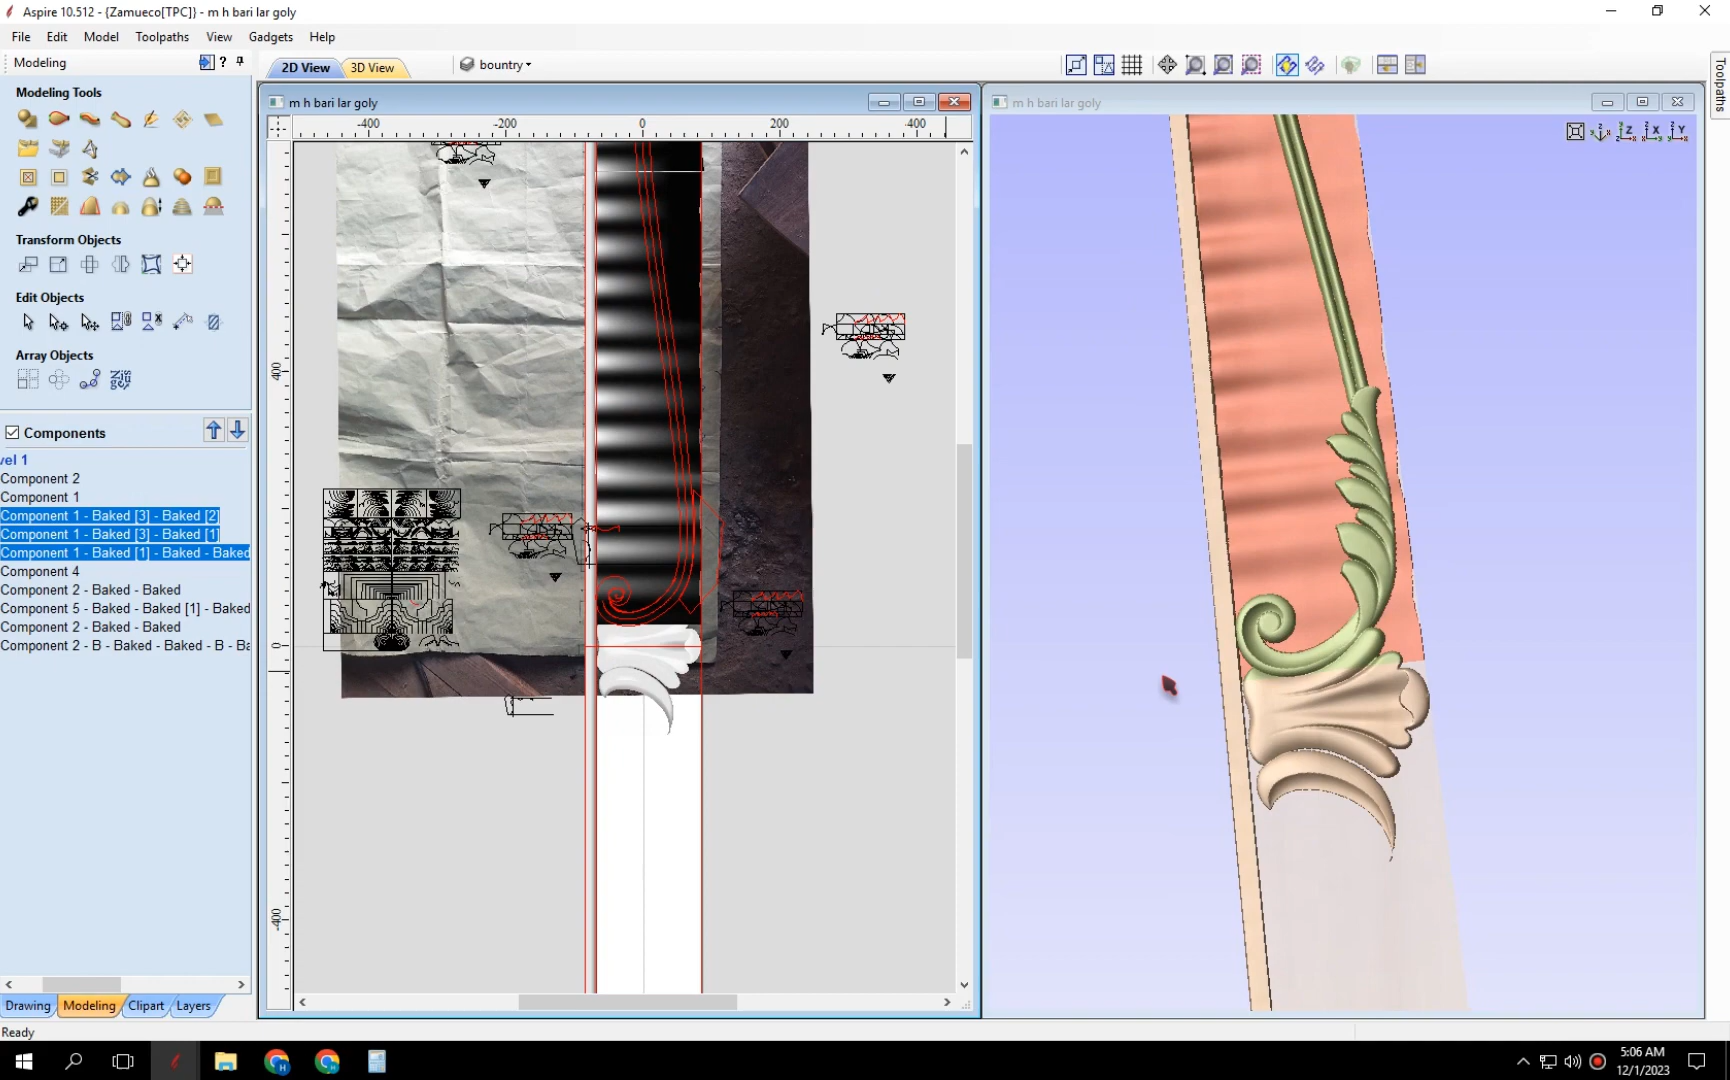 Aspire 10.512 - {Zamueco[TPC]} - m h bari lar goly
File Edit Model Toolpaths View Gadgets Help
Modeling ?
2D View 3D View bountry
Toolpaths
Modeling Tools
m h bari lar goly
m h bari lar goly
-400 -200 0 200 400
Z X Y
Transform Objects
Edit Objects
Array Objects
400
0
-400
Components
vel 1
Component 2
Component 1
Component 1 - Baked [3] - Baked [2]
Component 1 - Baked [3] - Baked [1]
Component 1 - Baked [1] - Baked - Baked
Component 4
Component 2 - Baked - Baked
Component 5 - Baked - Baked [1] - Baked
Component 2 - Baked - Baked
Component 2 - B - Baked - Baked - B - Ba
Drawing Modeling Clipart Layers
Ready
5:06 AM
12/1/2023